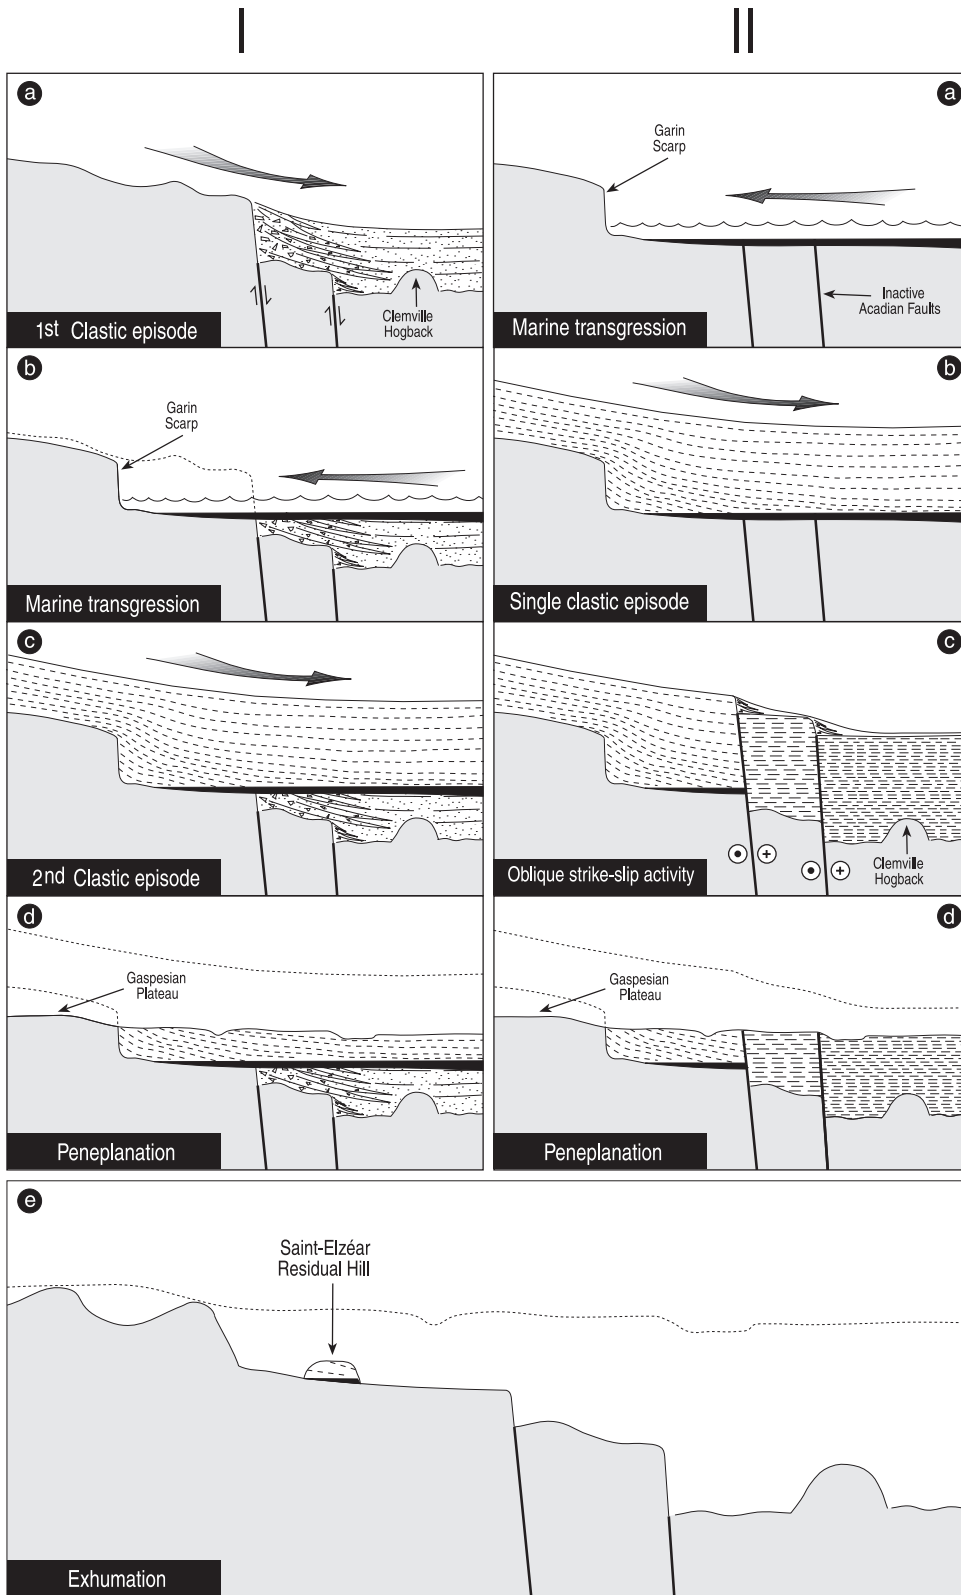 I
II
a
1st Clastic episode
Clemville
Hogback
a
Garin
Scarp
Inactive
Acadian Faults
Marine transgression
b
Garin
Scarp
Marine transgression
b
Single clastic episode
c
2nd Clastic episode
c
Oblique strike-slip activity
Clemville
Hogback
d
Gaspesian
Plateau
Peneplanation
d
Gaspesian
Plateau
Peneplanation
e
Saint-Elzéar
Residual Hill
Exhumation